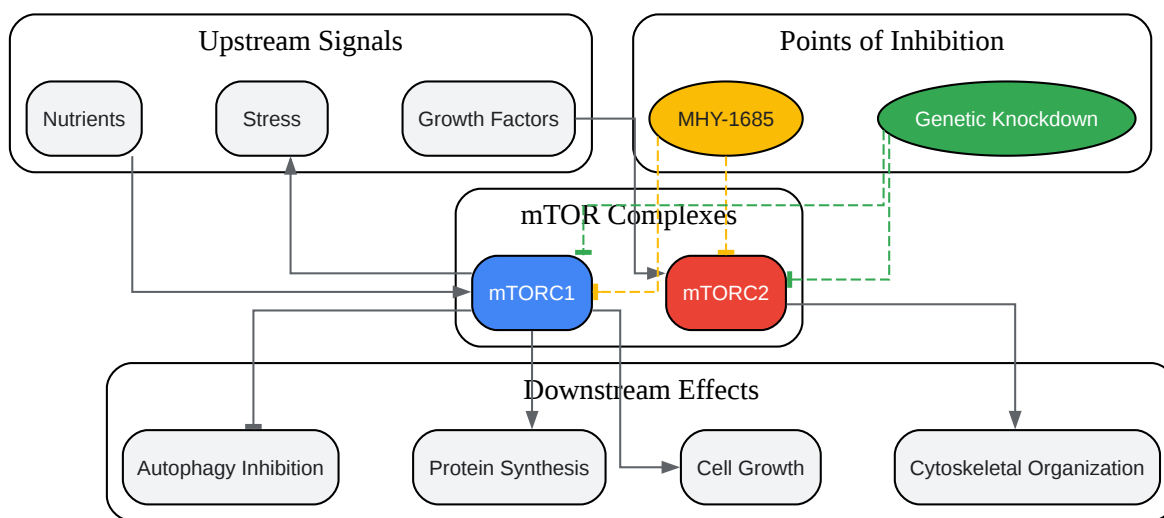 Upstream Signals
Points of Inhibition
Nutrients
Stress
Growth Factors
MHY-1685
Genetic Knockdown
mTOR Complexes
mTORC1
mTORC2
Downstream Effects
Autophagy Inhibition
Protein Synthesis
Cell Growth
Cytoskeletal Organization